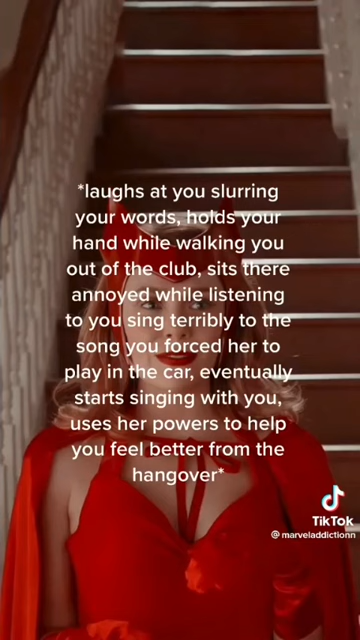 *laughs at you slurring
your words, holds your
hand while walking you
out of the club, sits there
annoyed while listening
to you sing terribly to the
song you forced her to
play in the car, eventually
starts singing with you,
uses her powers to help
you feel better from the
hangover*
TikTok
@marveladdictionn